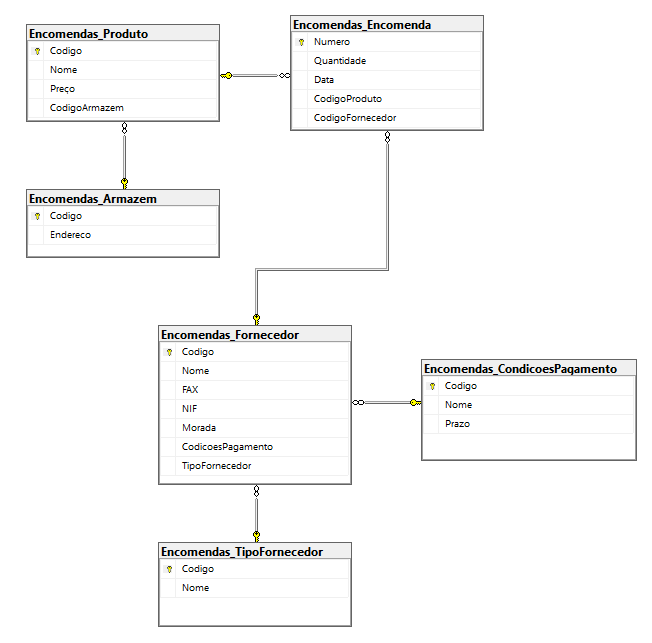 Encomendas_Produto
Codigo
Nome
Preço
CodigoArmazem
Encomendas_Encomenda
Numero
Quantidade
Data
CodigoProduto
CodigoFornecedor
Encomendas_Armazem
Codigo
Endereco
Encomendas_Fornecedor
Codigo
Nome
FAX
NIF
Morada
CodicoesPagamento
TipoFornecedor
Encomendas_CondicoesPagamento
Codigo
Nome
Prazo
Encomendas_TipoFornecedor
Codigo
Nome